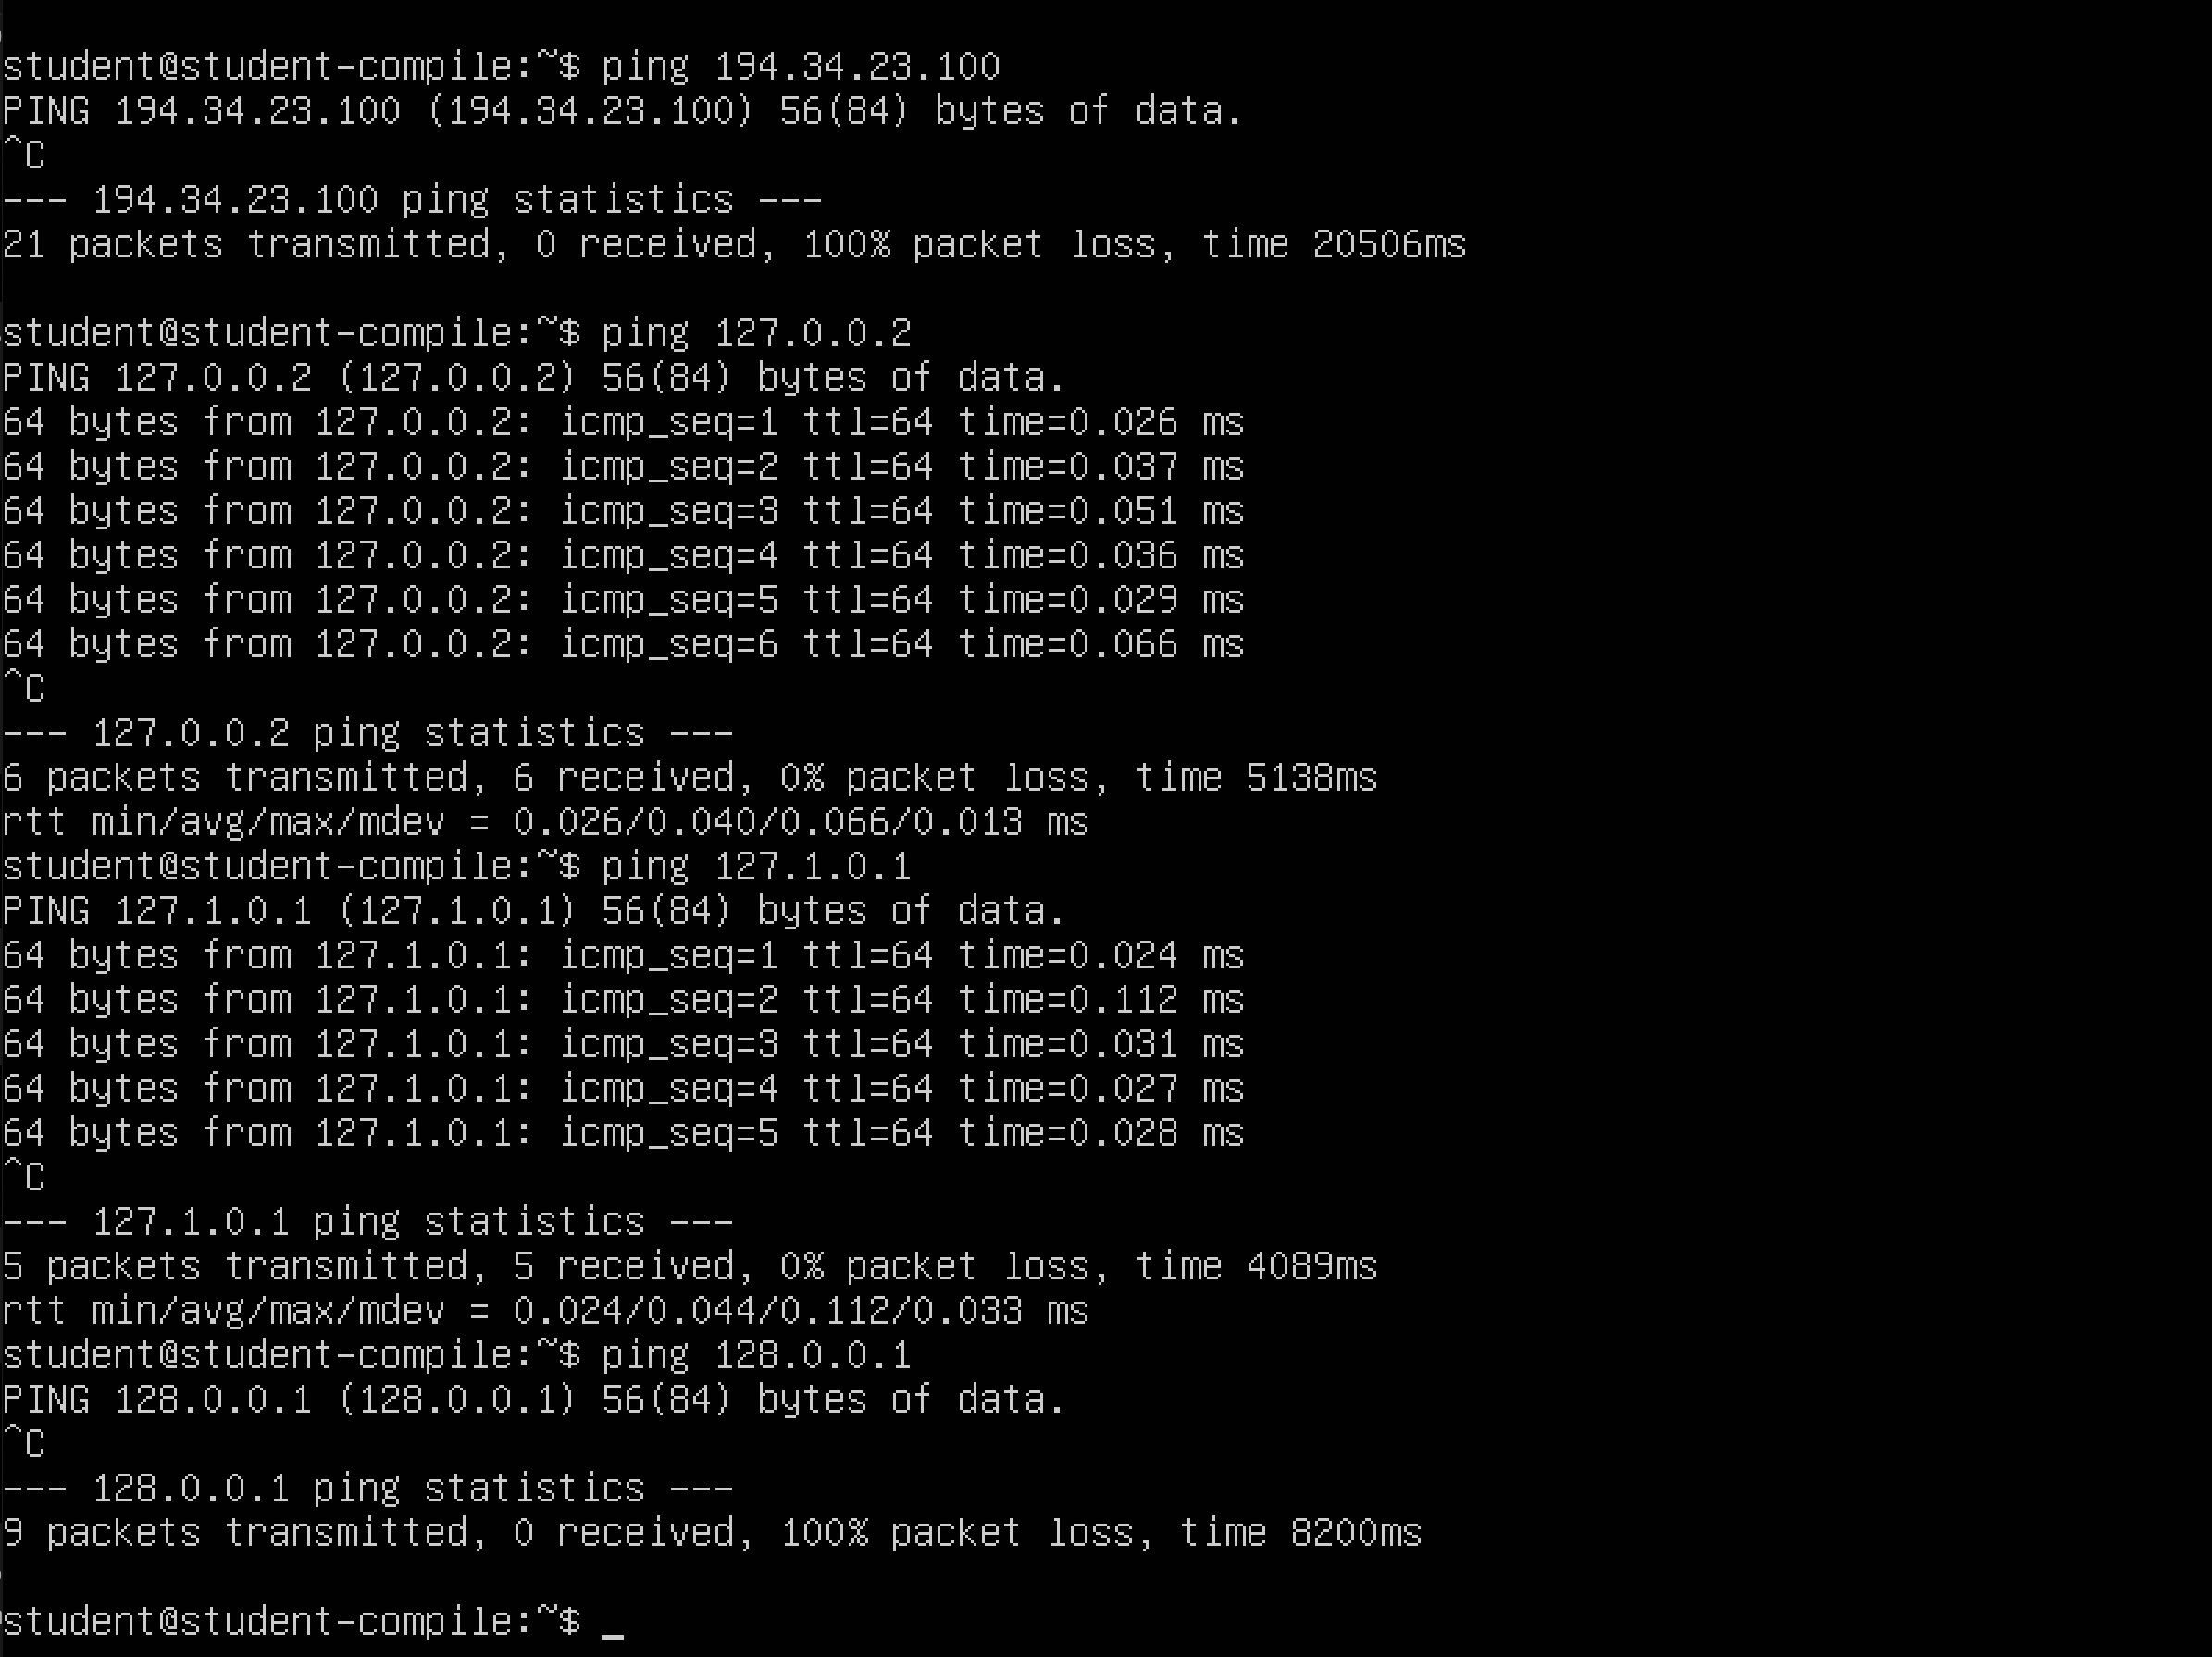 student@student-compile:~$ ping 194.34.23.100
PING 194.34.23.100 (194.34.23.100) 56(84) bytes of data.
^C
--- 194.34.23.100 ping statistics ---
21 packets transmitted, 0 received, 100% packet loss, time 20506ms

student@student-compile:~$ ping 127.0.0.2
PING 127.0.0.2 (127.0.0.2) 56(84) bytes of data.
64 bytes from 127.0.0.2: icmp_seq=1 ttl=64 time=0.026 ms
64 bytes from 127.0.0.2: icmp_seq=2 ttl=64 time=0.037 ms
64 bytes from 127.0.0.2: icmp_seq=3 ttl=64 time=0.051 ms
64 bytes from 127.0.0.2: icmp_seq=4 ttl=64 time=0.036 ms
64 bytes from 127.0.0.2: icmp_seq=5 ttl=64 time=0.029 ms
64 bytes from 127.0.0.2: icmp_seq=6 ttl=64 time=0.066 ms
^C
--- 127.0.0.2 ping statistics ---
6 packets transmitted, 6 received, 0% packet loss, time 5138ms
rtt min/avg/max/mdev = 0.026/0.040/0.066/0.013 ms
student@student-compile:~$ ping 127.1.0.1
PING 127.1.0.1 (127.1.0.1) 56(84) bytes of data.
64 bytes from 127.1.0.1: icmp_seq=1 ttl=64 time=0.024 ms
64 bytes from 127.1.0.1: icmp_seq=2 ttl=64 time=0.112 ms
64 bytes from 127.1.0.1: icmp_seq=3 ttl=64 time=0.031 ms
64 bytes from 127.1.0.1: icmp_seq=4 ttl=64 time=0.027 ms
64 bytes from 127.1.0.1: icmp_seq=5 ttl=64 time=0.028 ms
^C
--- 127.1.0.1 ping statistics ---
5 packets transmitted, 5 received, 0% packet loss, time 4089ms
rtt min/avg/max/mdev = 0.024/0.044/0.112/0.033 ms
student@student-compile:~$ ping 128.0.0.1
PING 128.0.0.1 (128.0.0.1) 56(84) bytes of data.
^C
--- 128.0.0.1 ping statistics ---
9 packets transmitted, 0 received, 100% packet loss, time 8200ms

student@student-compile:~$ _